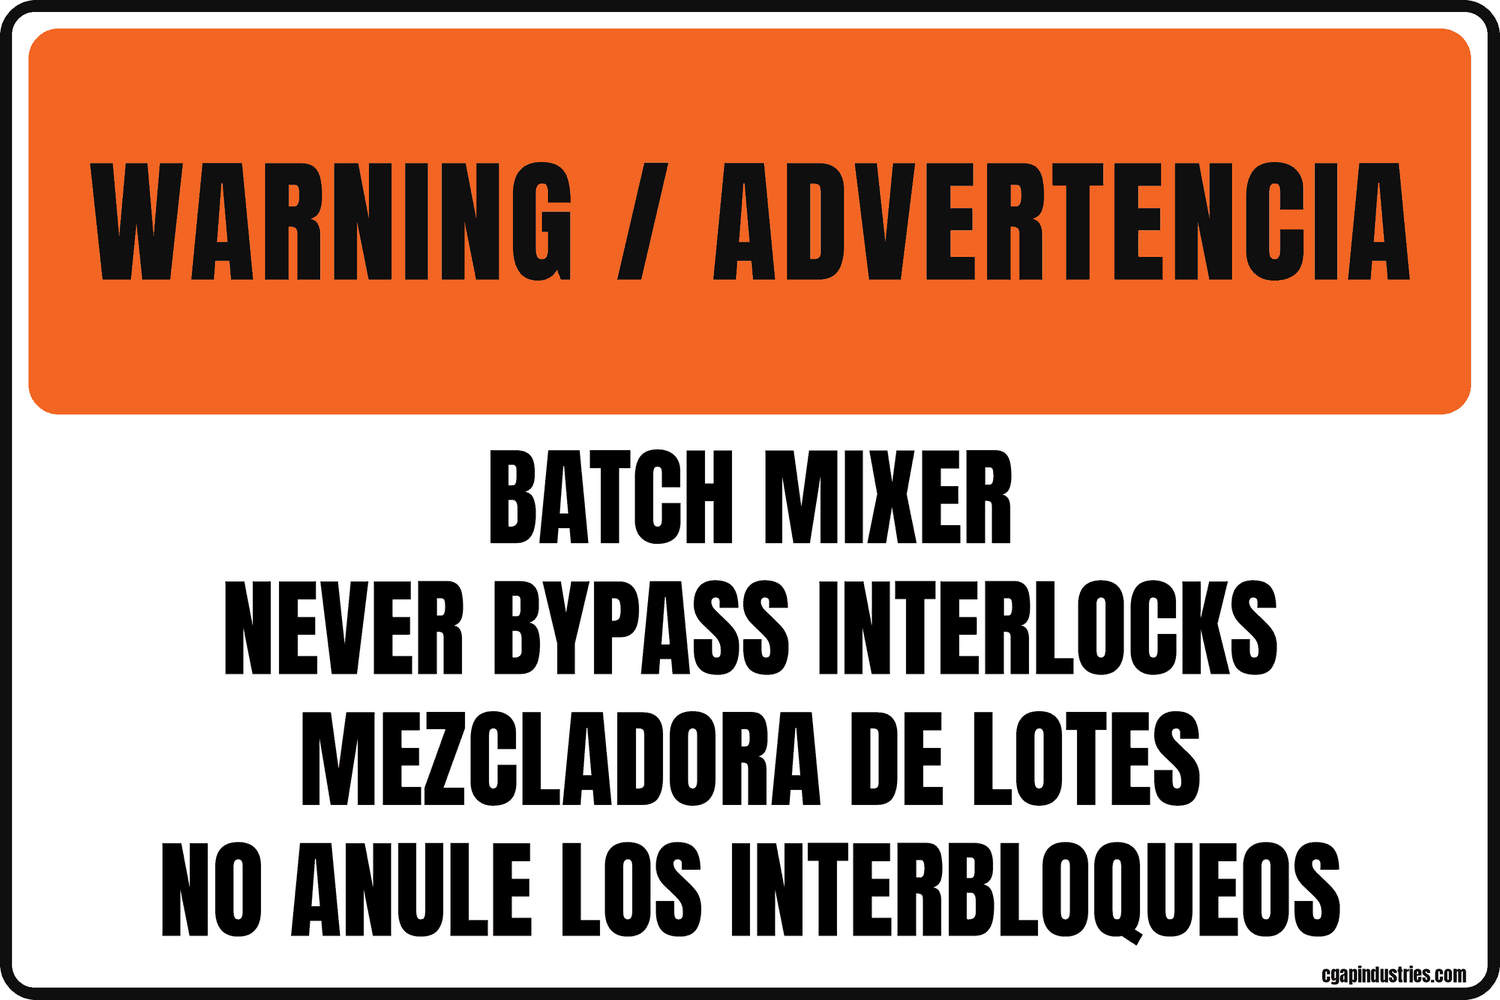 WARNING / ADVERTENCIA
BATCH MIXER
NEVER BYPASS INTERLOCKS
MEZCLADORA DE LOTES
NO ANULE LOS INTERBLOQUEOS
cgapindustries.com